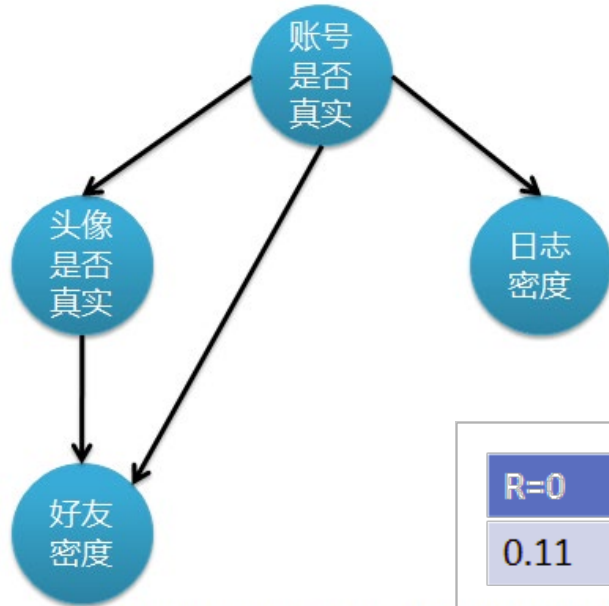 账号
是否
真实
头像
是否
真实
日志
密度
好友
密度
R=0
0.11